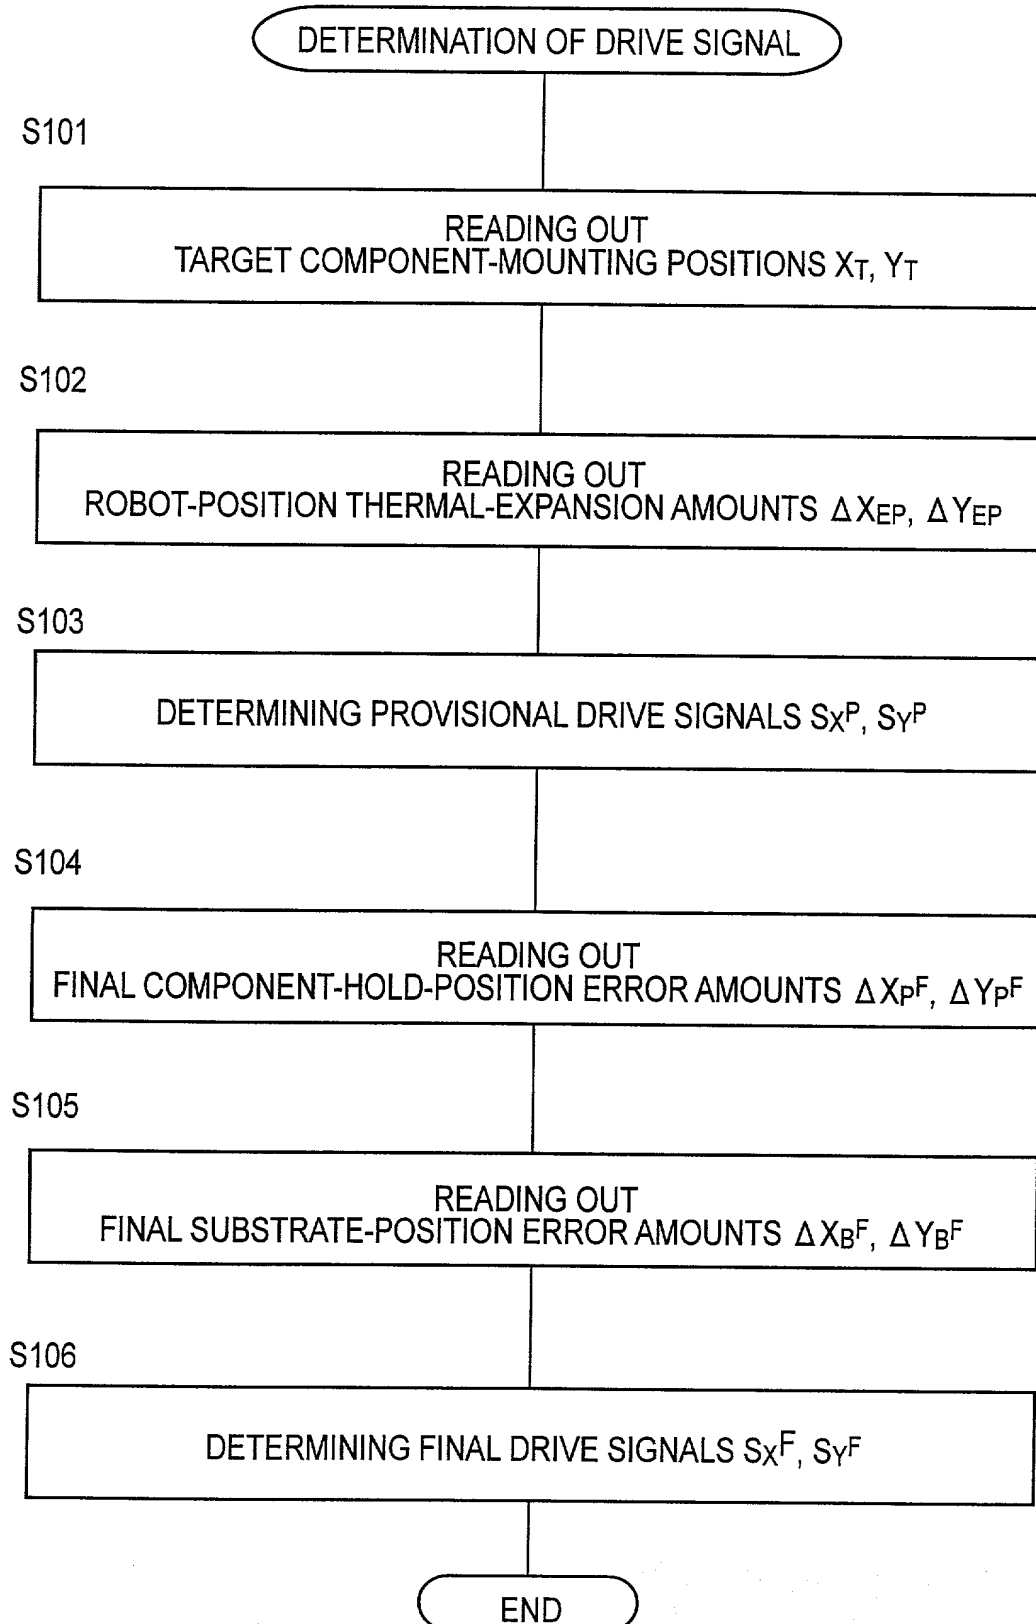 DETERMINATION OF DRIVE SIGNAL
S101
READING OUT
TARGET COMPONENT-MOUNTING POSITIONS XT, YT
S102
READING OUT
ROBOT-POSITION THERMAL-EXPANSION AMOUNTS ΔXEP, ΔYEP
S103
DETERMINING PROVISIONAL DRIVE SIGNALS SXP, SYP
S104
READING OUT
FINAL COMPONENT-HOLD-POSITION ERROR AMOUNTS ΔXPF, ΔYPF
S105
READING OUT
FINAL SUBSTRATE-POSITION ERROR AMOUNTS ΔXBF, ΔYBF
S106
DETERMINING FINAL DRIVE SIGNALS SXF, SYF
END